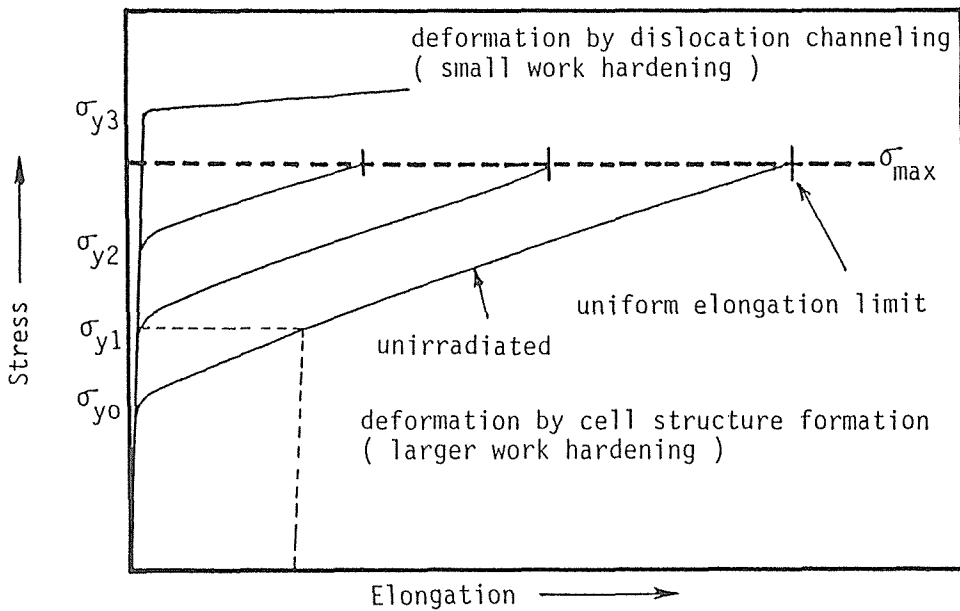 deformation by dislocation channeling
( small work hardening )
σy3
σmax
σy2
uniform elongation limit
σy1
unirradiated
σyo
deformation by cell structure formation
( larger work hardening )
Stress
Elongation